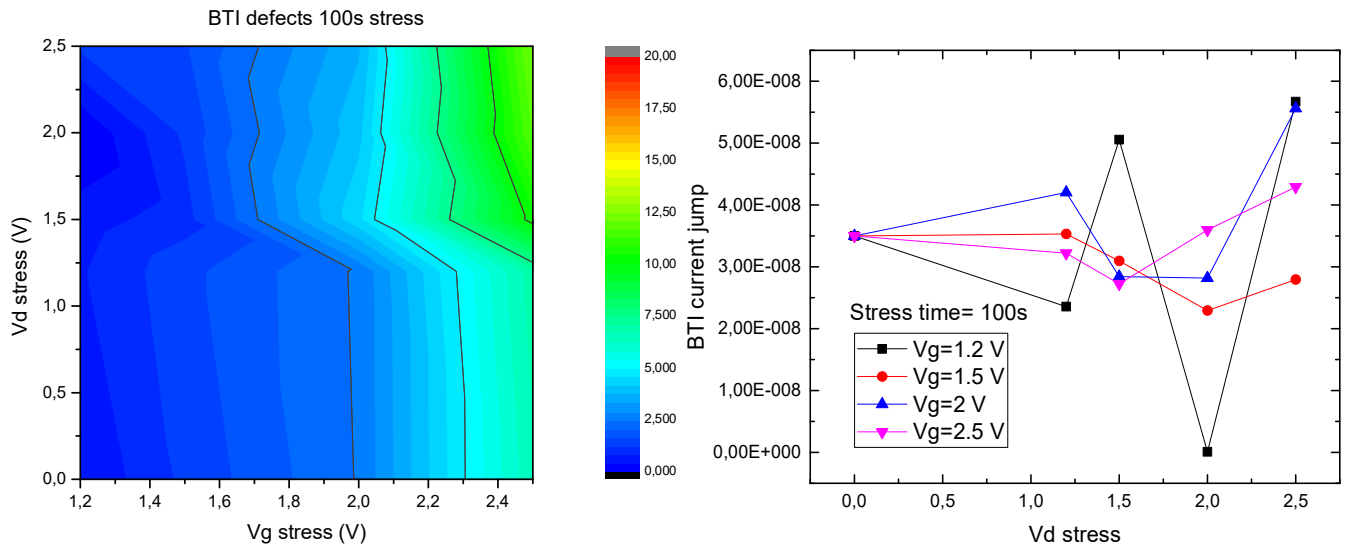 BTI defects 100s stress
2,5
2,0
1,5
1,0
0,5
0,0
Vd stress (V)
1,2
1,4
1,6
1,8
2,0
2,2
2,4
Vg stress (V)
20,00
17,50
15,00
12,50
10,00
7,500
5,000
2,500
0,000
6,00E-008
5,00E-008
4,00E-008
3,00E-008
2,00E-008
1,00E-008
0,00E+000
BTI current jump
Stress time= 100s
Vg=1.2 V
Vg=1.5 V
Vg=2 V
Vg=2.5 V
0,0
0,5
1,0
1,5
2,0
2,5
Vd stress